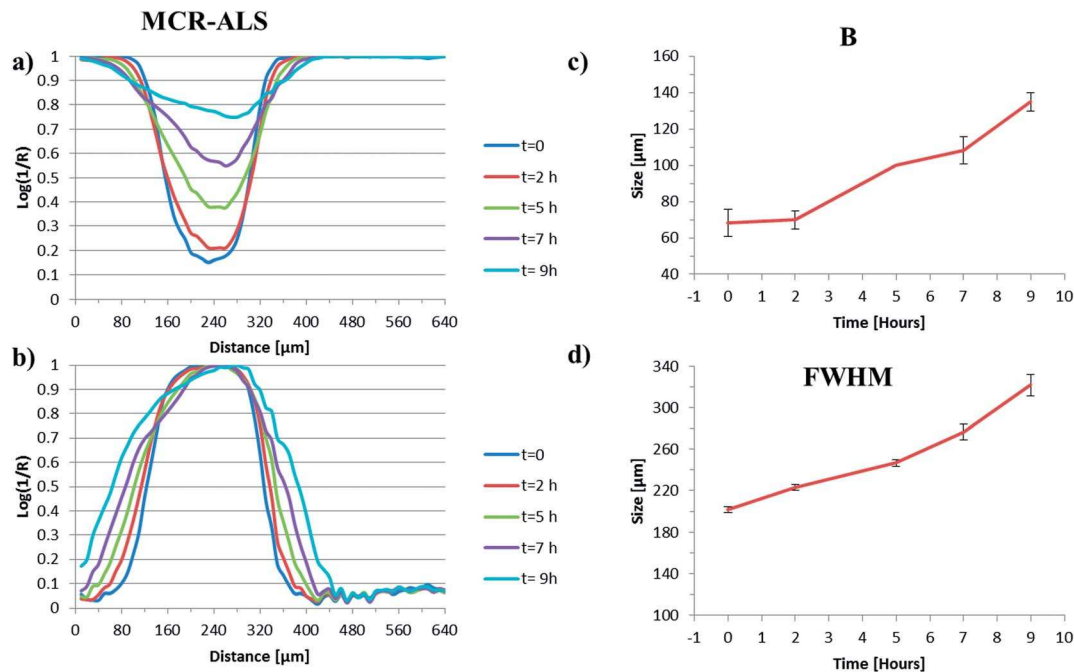 MCR-ALS
a)
Log(1/R)
1
0.9
0.8
0.7
0.6
0.5
0.4
0.3
0.2
0.1
0
0 80 160 240 320 400 480 560 640
Distance [µm]
t=0
t=2 h
t=5 h
t=7 h
t= 9h
b)
Log(1/R)
1
0.9
0.8
0.7
0.6
0.5
0.4
0.3
0.2
0.1
0
0 80 160 240 320 400 480 560 640
Distance [µm]
t=0
t=2 h
t=5 h
t=7 h
t= 9h
c)
B
Size [µm]
160
140
120
100
80
60
40
-1 0 1 2 3 4 5 6 7 8 9 10
Time [Hours]
d)
FWHM
Size [µm]
340
300
260
220
180
140
100
-1 0 1 2 3 4 5 6 7 8 9 10
Time [Hours]